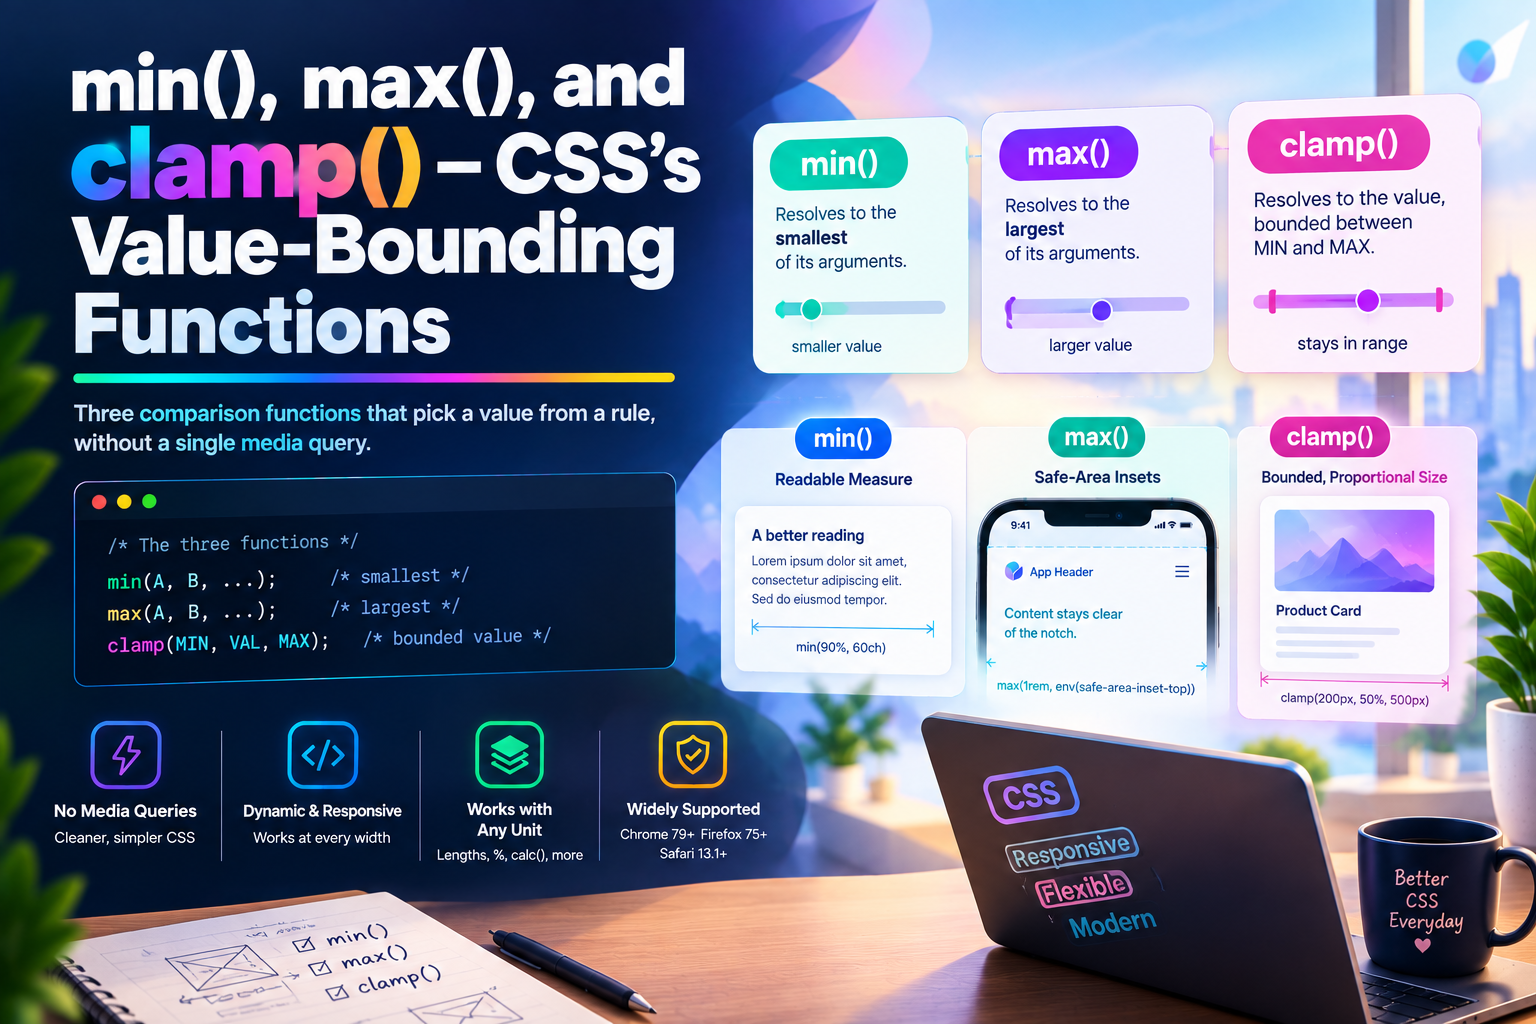 min(), max(), and
clamp() – CSS's
Value-Bounding
Functions
Three comparison functions that pick a value from a rule,
without a single media query.
/* The three functions */
min(A, B, ...); /* smallest */
max(A, B, ...); /* largest */
clamp(MIN, VAL, MAX); /* bounded value */
No Media Queries
Cleaner, simpler CSS
Dynamic & Responsive
Works at every width
Works with
Any Unit
Lengths, %, calc(), more
Widely Supported
Chrome 79+ Firefox 75+
Safari 13.1+
min()
Resolves to the
smallest
of its arguments.
smaller value
max()
Resolves to the
largest
of its arguments.
larger value
clamp()
Resolves to the value,
bounded between
MIN and MAX.
stays in range
min()
Readable Measure
A better reading
Lorem ipsum dolor sit amet,
consectetur adipiscing elit.
Sed do eiusmod tempor.
min(90%, 60ch)
max()
Safe-Area Insets
9:41
App Header
Content stays clear
of the notch.
max(1rem, env(safe-area-inset-top))
clamp()
Bounded, Proportional Size
Product Card
clamp(200px, 50%, 500px)
min()
max()
clamp()
CSS
Responsive
Flexible
Modern
Better
CSS
Everyday